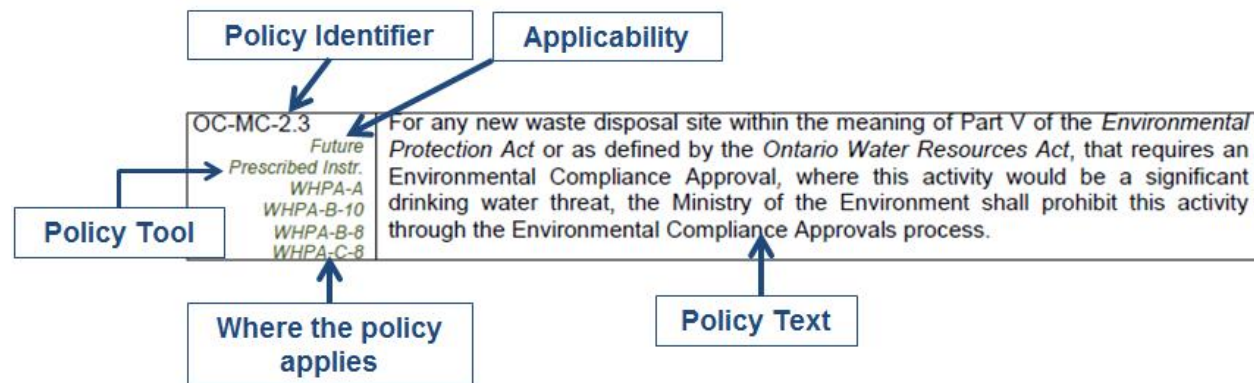 Policy Identifier
Applicability
OC-MC-2.3
Future
Prescribed Instr.
WHPA-A
WHPA-B-10
WHPA-B-8
WHPA-C-8
For any new waste disposal site within the meaning of Part V of the Environmental
Protection Act or as defined by the Ontario Water Resources Act, that requires an
Environmental Compliance Approval, where this activity would be a significant
drinking water threat, the Ministry of the Environment shall prohibit this activity
through the Environmental Compliance Approvals process.
Policy Tool
Where the policy
applies
Policy Text